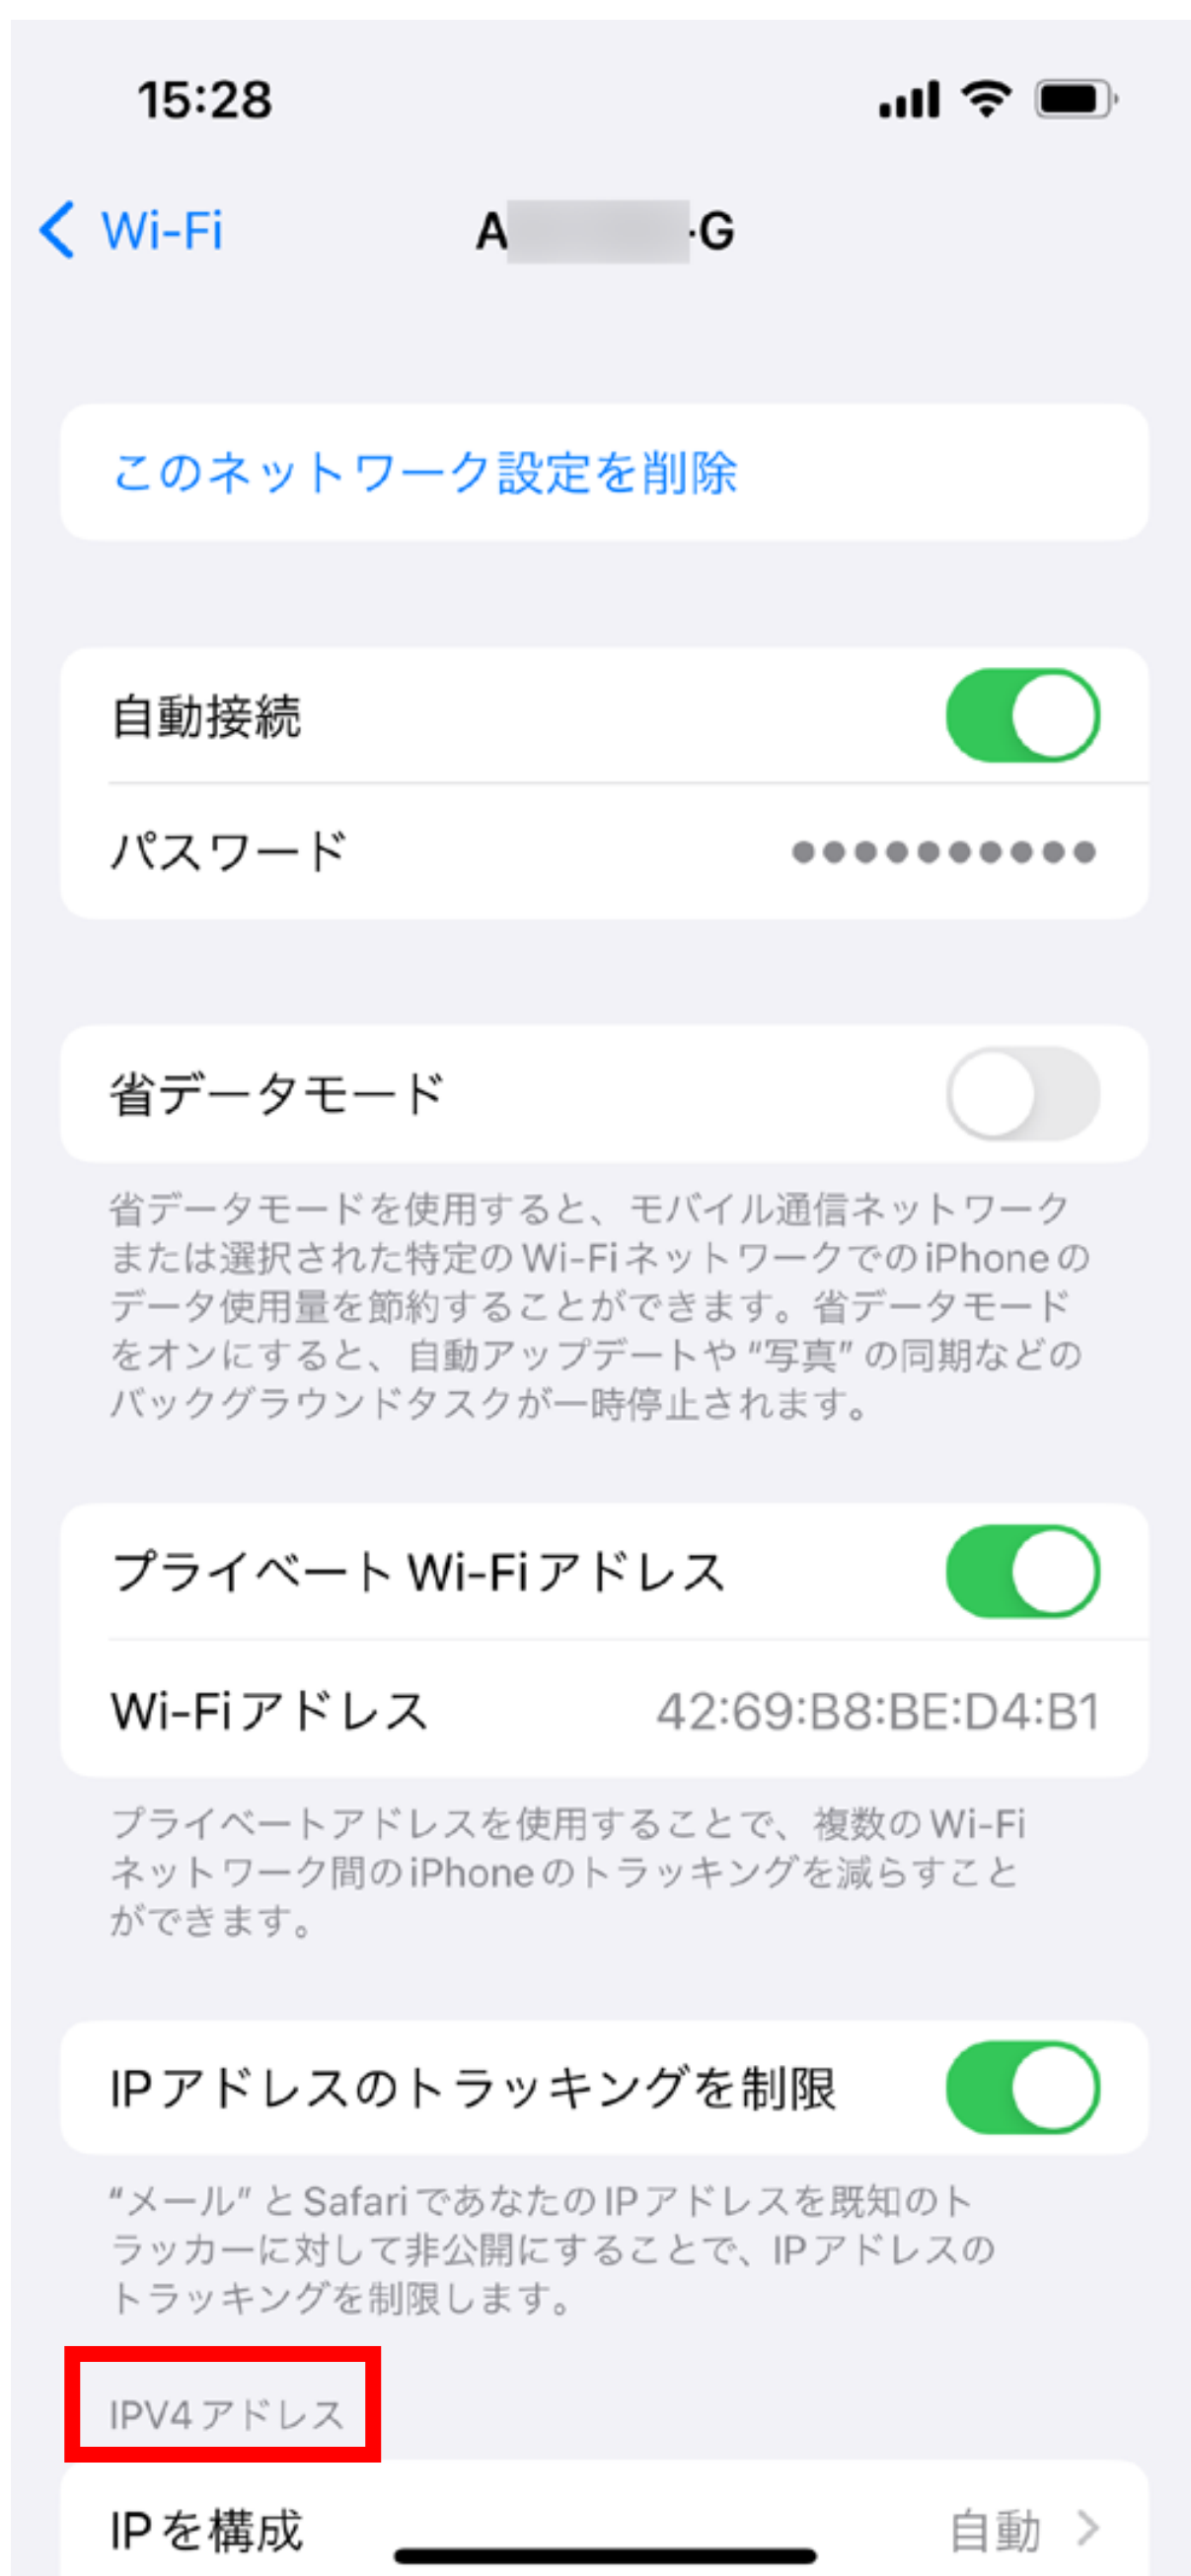 15:28
Wi-Fi
A -G
このネットワーク設定を削除
自動接続
パスワード ●●●●●●●●●●
省データモード
省データモードを使用すると、モバイル通信ネットワーク
または選択された特定のWi-FiネットワークでのiPhoneの
データ使用量を節約することができます。省データモード
をオンにすると、自動アップデートや“写真”の同期などの
バックグラウンドタスクが一時停止されます。
プライベートWi-Fiアドレス
Wi-Fiアドレス 42:69:B8:BE:D4:B1
プライベートアドレスを使用することで、複数のWi-Fi
ネットワーク間のiPhoneのトラッキングを減らすこと
ができます。
IPアドレスのトラッキングを制限
“メール”とSafariであなたのIPアドレスを既知のト
ラッカーに対して非公開にすることで、IPアドレスの
トラッキングを制限します。
IPV4アドレス
IPを構成 自動